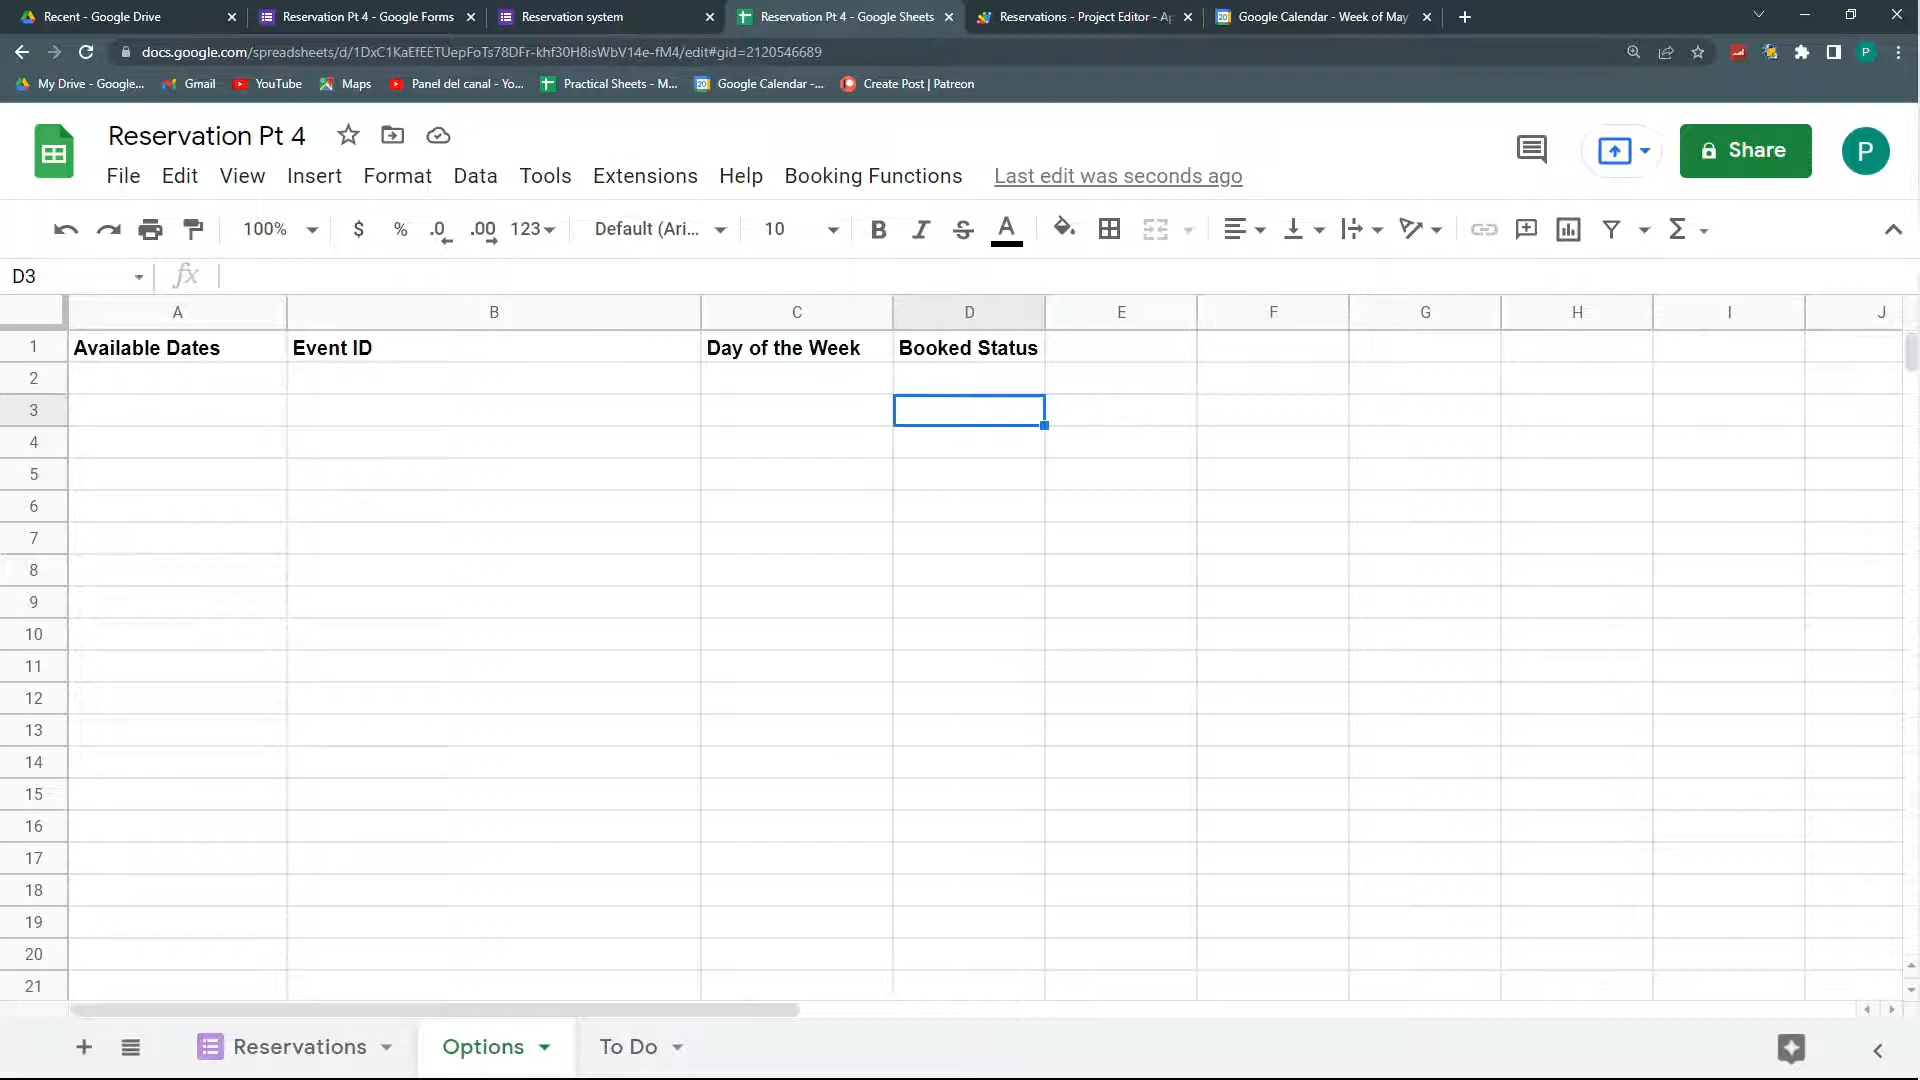 Recent - Google Drive
Reservation Pt 4 - Google Forms
Reservation system
Reservation Pt 4 - Google Sheets
Reservations - Project Editor - Ap
20 Google Calendar - Week of May
docs.google.com/spreadsheets/d/1DxC1KaEfEETUepFoTs78DFr-khf30H8isWbV14e-fM4/edit#gid=2120546689
P
My Drive - Google...
Gmail
YouTube
Maps
Panel del canal - Yo...
Practical Sheets - M...
20 Google Calendar -...
Create Post | Patreon
Reservation Pt 4
Share
P
File Edit View Insert Format Data Tools Extensions Help Booking Functions Last edit was seconds ago
100% $ % .0 .00 123 Default (Ari... 10 B I S A Σ
D3 fx
A B C D E F G H I J
1 Available Dates Event ID Day of the Week Booked Status
2
3
4
5
6
7
8
9
10
11
12
13
14
15
16
17
18
19
20
21
+ Reservations Options To Do